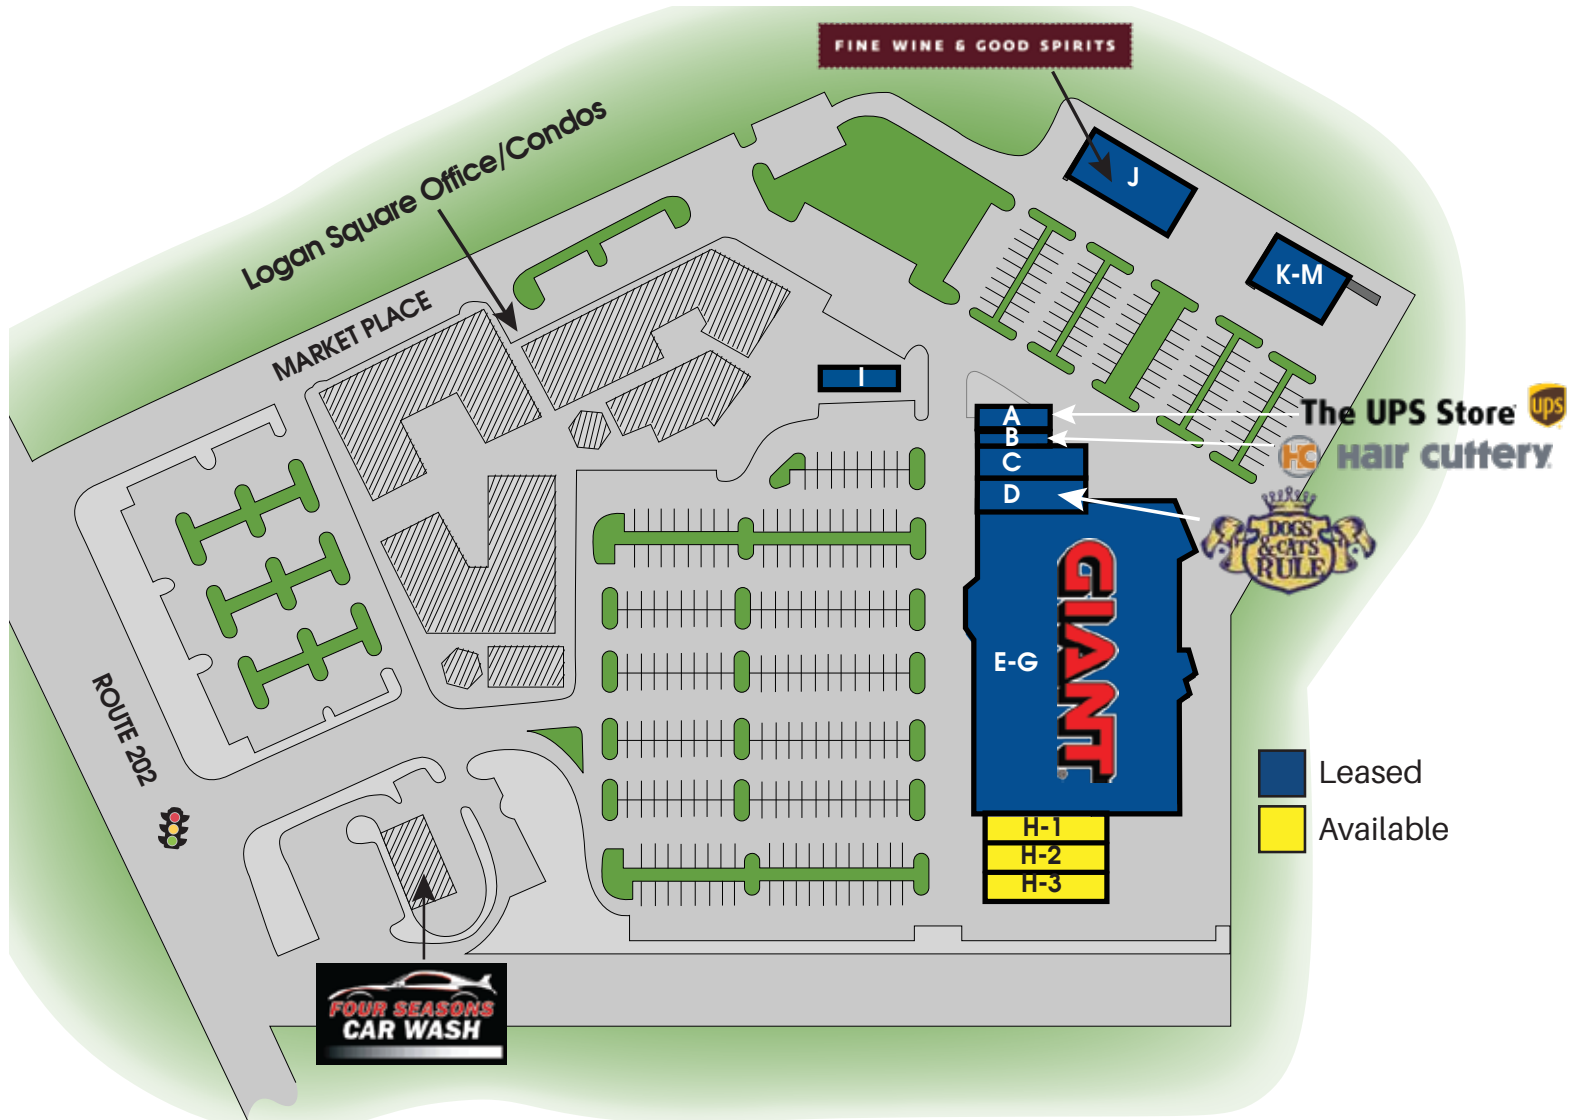 FINE WINE & GOOD SPIRITS
Logan Square Office/Condos
J
K-M
MARKET PLACE
I
A
The UPS Store
ups
B
HC
Hair cuttery
C
D
DOGS
& CATS
RULE
GIANT
E-G
ROUTE 202
Leased
Available
H-1
H-2
H-3
FOUR SEASONS
CAR WASH